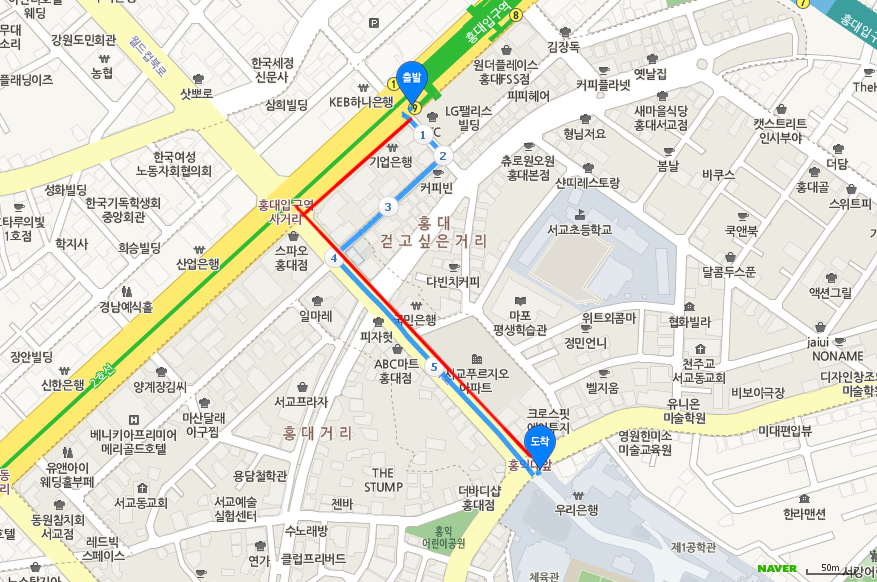 웨딩
강원도민회관
P
홍대입구역
8
7
홍대입구
무대
소리
농협
월드컵북로
한국세정
신문사
김장독
원더플레이스
홍대FSS점
옛날집
플래딩이즈
삿뽀로
삼희빌딩
KEB하나은행
1
출발
9
피피헤어
커피플라넷
LG팰리스
빌딩
새마을식당
홍대서교점
캣스트리트
인시부야
1
2
형님저요
한국여성
노동자회협의회
기업은행
츄로원오원
홍대본점
봄날
더담
커피빈
샨띠레스토랑
바쿠스
홍대골
성화빌딩
한국기독학생회
중앙회관
홍대입구역
사거리
3
홍대
걷고싶은거리
스위트피
타루의빛
1호점
학지사
희승빌딩
서교초등학교
쿡앤북
산업은행
스파오
홍대점
4
달콤두스푼
다빈치커피
경남예식홀
액션그릴
일마레
국민은행
마포
평생학습관
위트위콤마
협화빌라
피자헛
정민언니
jaiui
NONAME
장안빌딩
ABC마트
홍대점
5
서교푸르지오
아파트
천주교
서교동교회
2호선
신한은행
양계장김씨
벨지움
비보이극장
디자인창조
미술학원
서교프라자
유니온
미술학원
마산달래
이구찜
홍대거리
크로스핏
도착
미대편입뷰
베니키아프리미어
메리골드호텔
영원한미소
미술교육원
홍익대앞
유앤아이
웨딩홀부페
용담철학관
THE
STUMP
더바디샵
홍대점
서교동교회
서교예술
실험센터
젠바
우리은행
한라맨션
동원참치회
서교점
수노래방
홍익
어린이공원
레드빅
스페이스
연가
클럽프리버드
제1공학관
체육관
NAVER
50m
서강어린